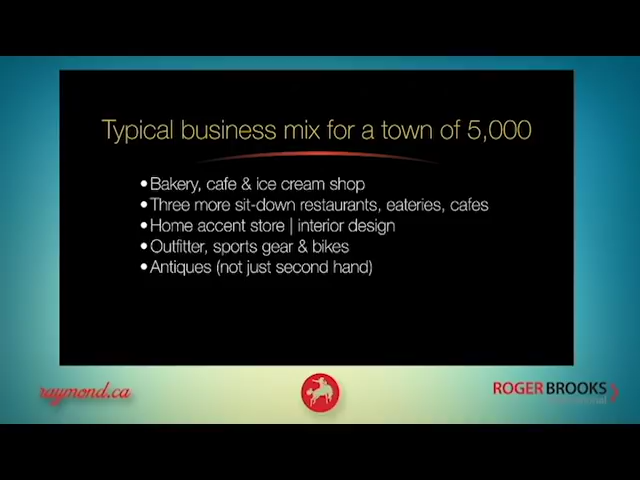 Typical business mix for a town of 5,000
•Bakery, cafe & ice cream shop
•Three more sit-down restaurants, eateries, cafes
•Home accent store | interior design
•Outfitter, sports gear & bikes
•Antiques (not just second hand)
raymond.ca
ROGER BROOKS